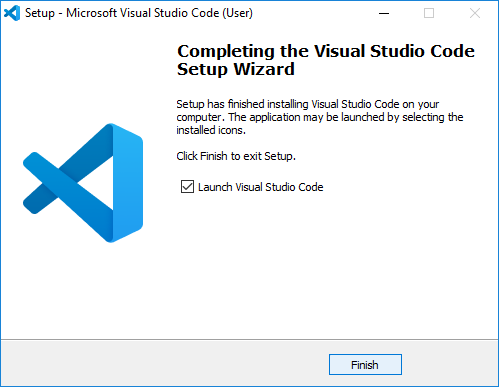 Setup - Microsoft Visual Studio Code (User)
Completing the Visual Studio Code
Setup Wizard
Setup has finished installing Visual Studio Code on your
computer. The application may be launched by selecting the
installed icons.
Click Finish to exit Setup.
Launch Visual Studio Code
Finish